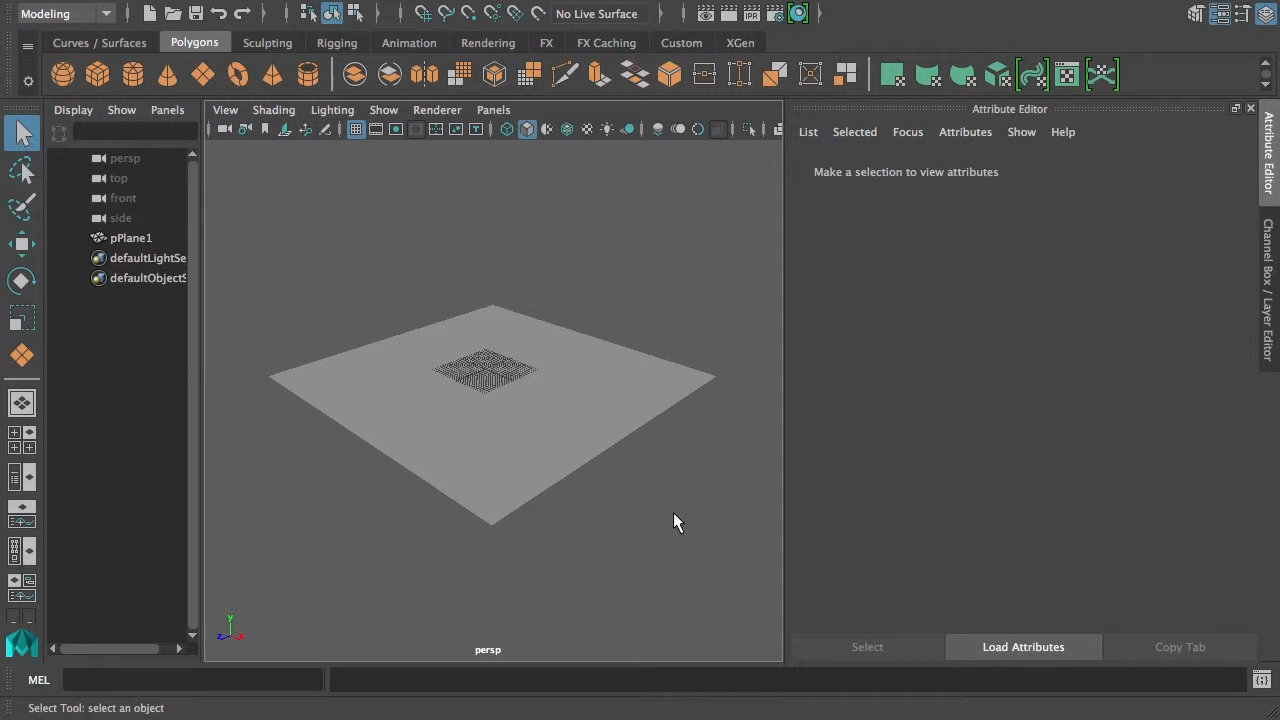 Modeling
No Live Surface
Curves / Surfaces Polygons Sculpting Rigging Animation Rendering FX FX Caching Custom XGen
Display Show Panels
View Shading Lighting Show Renderer Panels
persp
top
front
side
pPlane1
defaultLightSe
defaultObjectS
y
z x
persp
Attribute Editor
List Selected Focus Attributes Show Help
Make a selection to view attributes
Select Load Attributes Copy Tab
Attribute Editor
Channel Box / Layer Editor
MEL
Select Tool: select an object